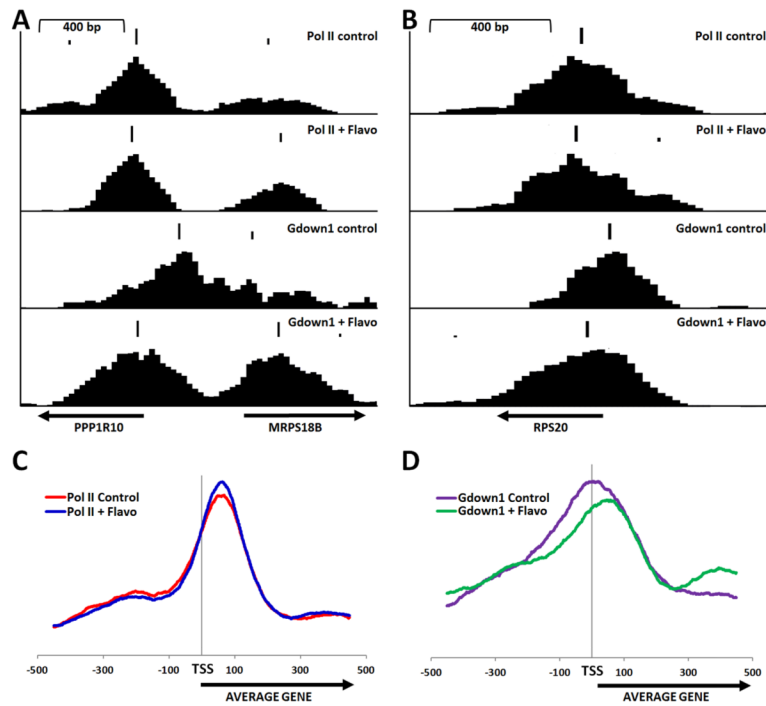 A
400 bp
Pol II control
Pol II + Flavo
Gdown1 control
Gdown1 + Flavo
PPP1R10
MRPS18B
B
400 bp
Pol II control
Pol II + Flavo
Gdown1 control
Gdown1 + Flavo
RPS20
C
Pol II Control
Pol II + Flavo
-500 -300 -100 TSS 100 300 500
AVERAGE GENE
D
Gdown1 Control
Gdown1 + Flavo
-500 -300 -100 TSS 100 300 500
AVERAGE GENE